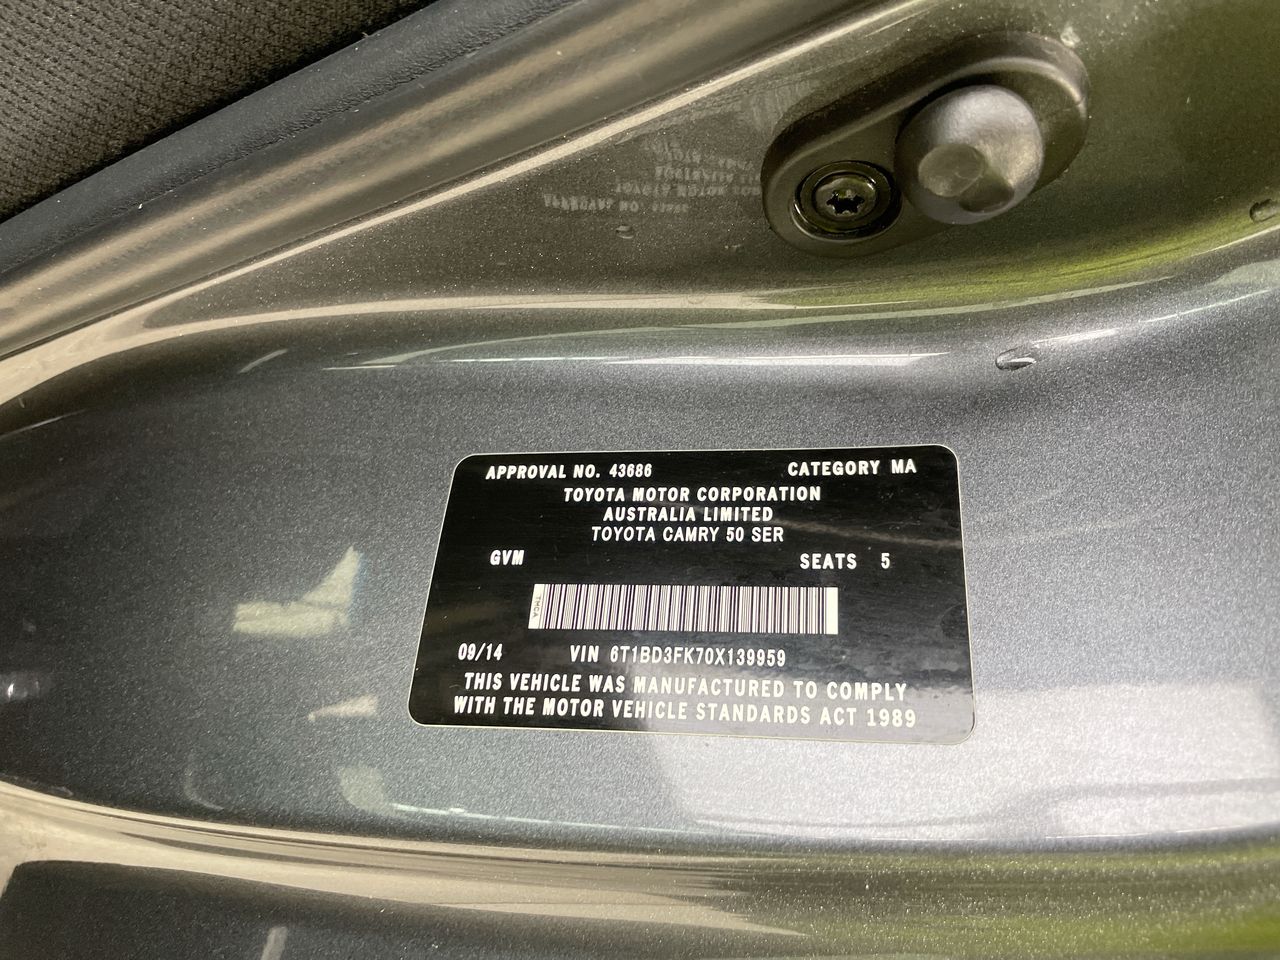 APPROVAL NO. 43686 CATEGORY MA
TOYOTA MOTOR CORPORATION
AUSTRALIA LIMITED
TOYOTA CAMRY 50 SER
GVM SEATS 5
TMCA
09/14 VIN 6T1BD3FK70X139959
THIS VEHICLE WAS MANUFACTURED TO COMPLY
WITH THE MOTOR VEHICLE STANDARDS ACT 1989